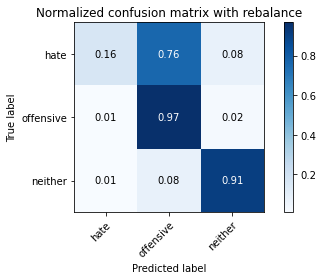 Normalized confusion matrix with rebalance
hate 0.16 0.76 0.08
offensive 0.01 0.97 0.02
neither 0.01 0.08 0.91
True label
hate offensive neither
Predicted label
0.8
0.6
0.4
0.2